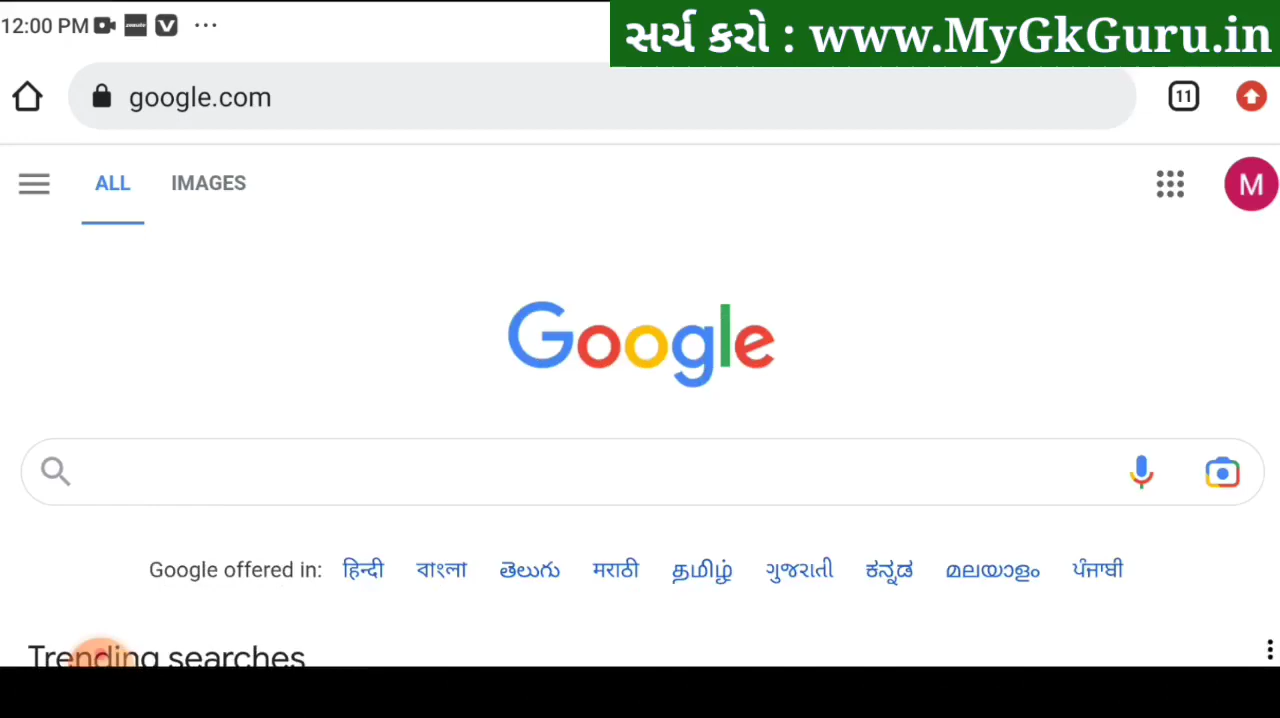 12:00 PM
સર્ચ કરો : www.MyGkGuru.in
google.com
11
ALL IMAGES
M
Google
Google offered in: हिन्दी বাংলা తెలుగు मराठी தமிழ் ગુજરાતી ಕನ್ನಡ മലയാളം ਪੰਜਾਬੀ
Trending searches